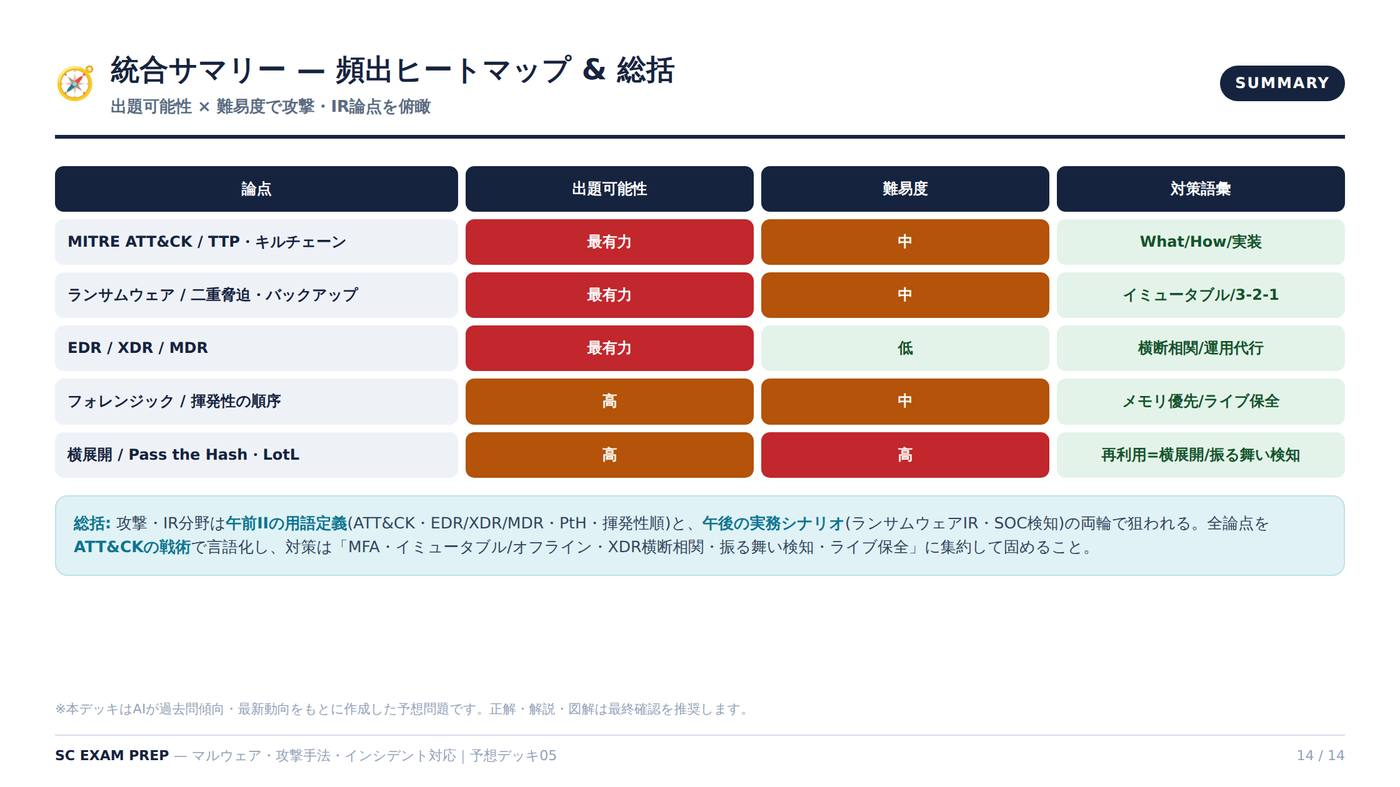 統合サマリー — 頻出ヒートマップ & 総括
出題可能性 × 難易度で攻撃・IR論点を俯瞰
SUMMARY
論点 出題可能性 難易度 対策語彙
MITRE ATT&CK / TTP・キルチェーン 最有力 中 What/How/実装
ランサムウェア / 二重脅迫・バックアップ 最有力 中 イミュータブル/3-2-1
EDR / XDR / MDR 最有力 低 横断相関/運用代行
フォレンジック / 揮発性の順序 高 中 メモリ優先/ライブ保全
横展開 / Pass the Hash・LotL 高 高 再利用=横展開/振る舞い検知
総括: 攻撃・IR分野は午前IIの用語定義(ATT&CK・EDR/XDR/MDR・PtH・揮発性順)と、午後の実務シナリオ(ランサムウェアIR・SOC検知)の両輪で狙われる。全論点を
ATT&CKの戦術で言語化し、対策は「MFA・イミュータブル/オフライン・XDR横断相関・振る舞い検知・ライブ保全」に集約して固めること。
※本デッキはAIが過去問傾向・最新動向をもとに作成した予想問題です。正解・解説・図解は最終確認を推奨します。
SC EXAM PREP — マルウェア・攻撃手法・インシデント対応｜予想デッキ05
14 / 14